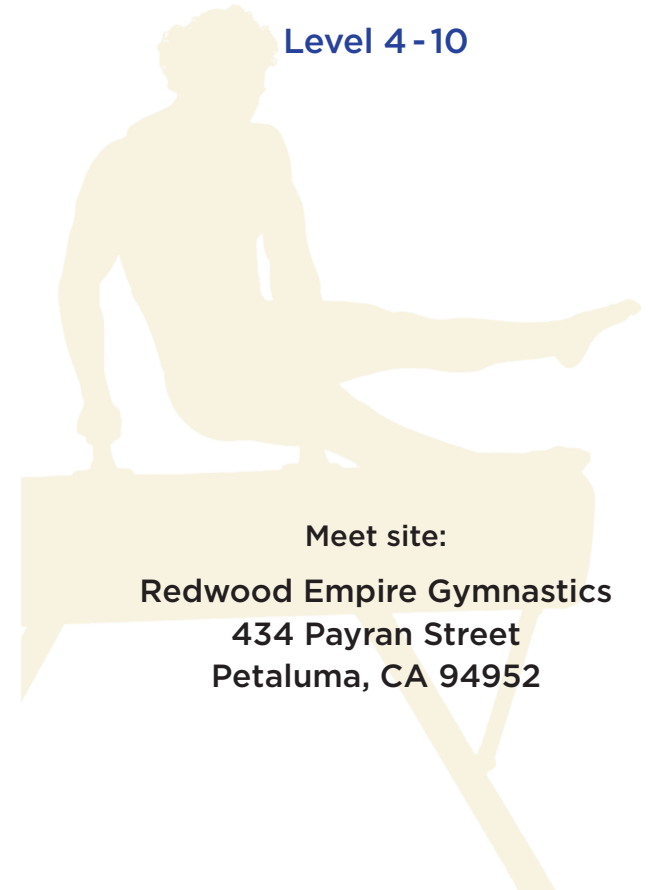 Level 4-10
Meet site:
Redwood Empire Gymnastics
434 Payran Street
Petaluma, CA 94952